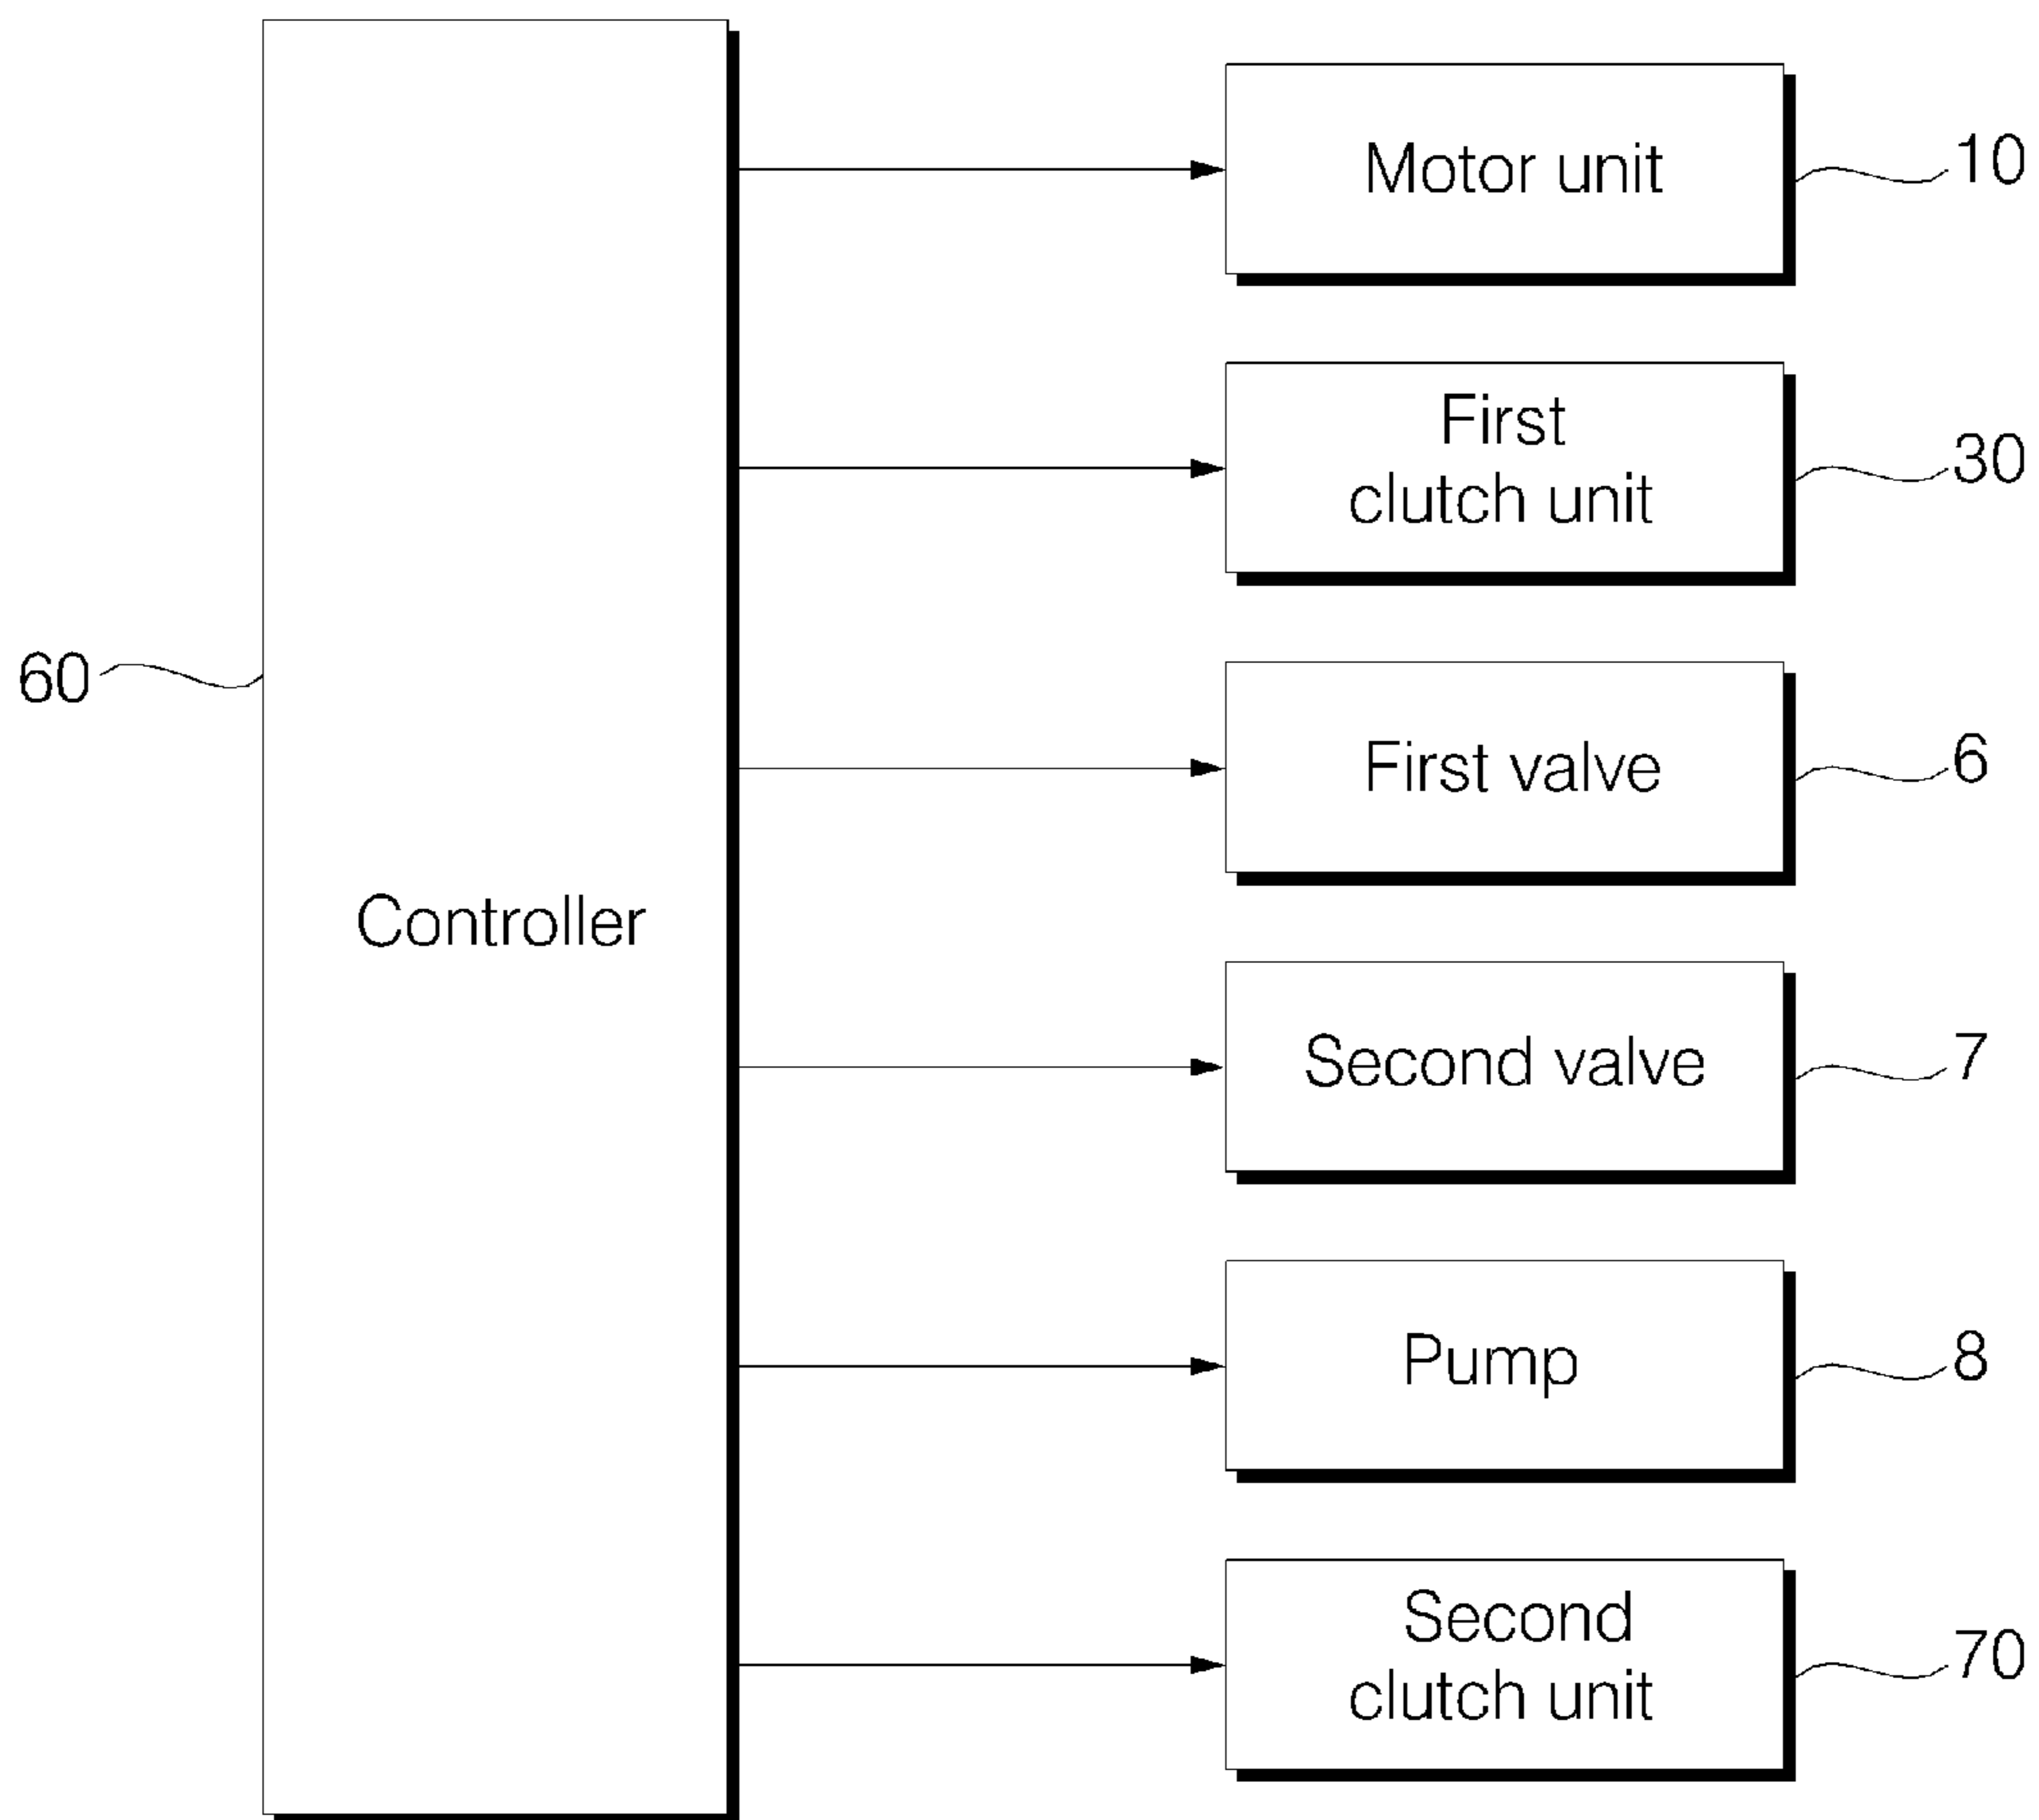 Motor unit
10
First
clutch unit
30
60
First valve
6
Controller
Second valve
7
Pump
8
Second
clutch unit
70